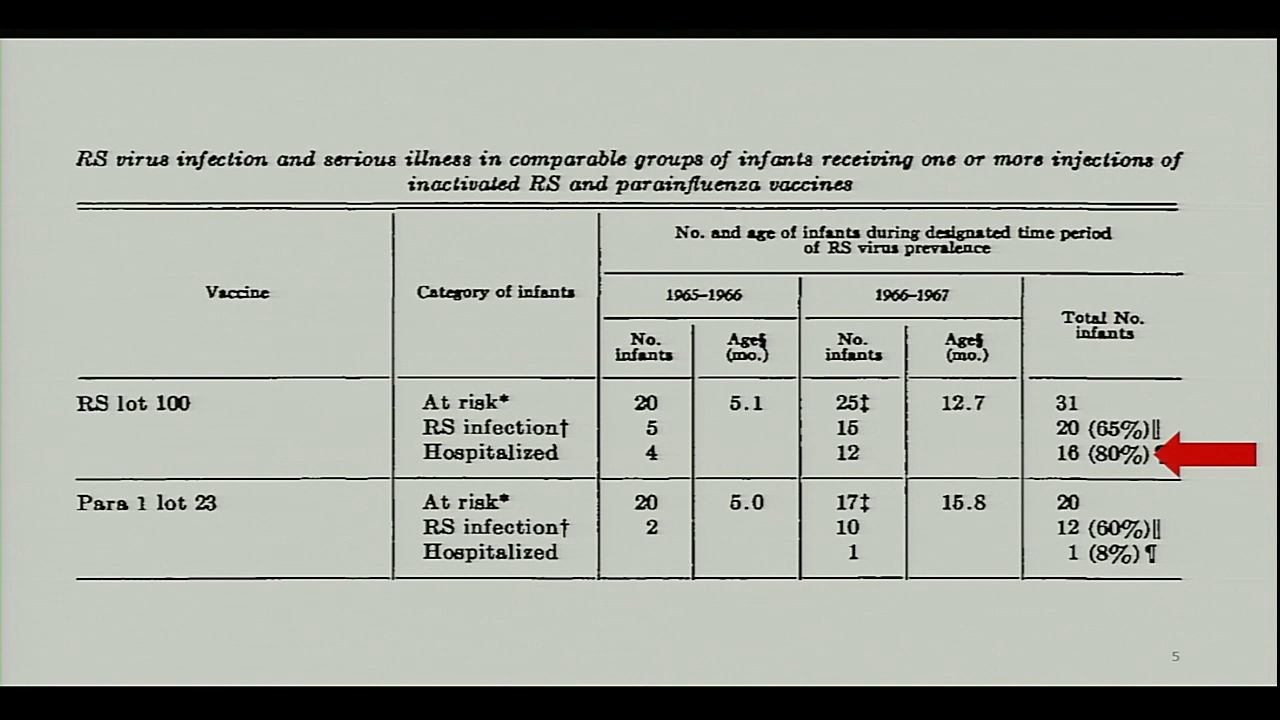 RS virus infection and serious illness in comparable groups of infants receiving one or more injections of
inactivated RS and parainfluenza vaccines
No. and age of infants during designated time period
of RS virus prevalence
Vaccine Category of infants 1965–1966 1966–1967 Total No.
infants
No.
infants Age§
(mo.) No.
infants Age§
(mo.)
RS lot 100 At risk* 20 5.1 25‡ 12.7 31
RS infection† 5 15 20 (65%)||
Hospitalized 4 12 16 (80%) ¶
Para 1 lot 23 At risk* 20 5.0 17‡ 15.8 20
RS infection† 2 10 12 (60%)||
Hospitalized 1 1 (8%) ¶
5